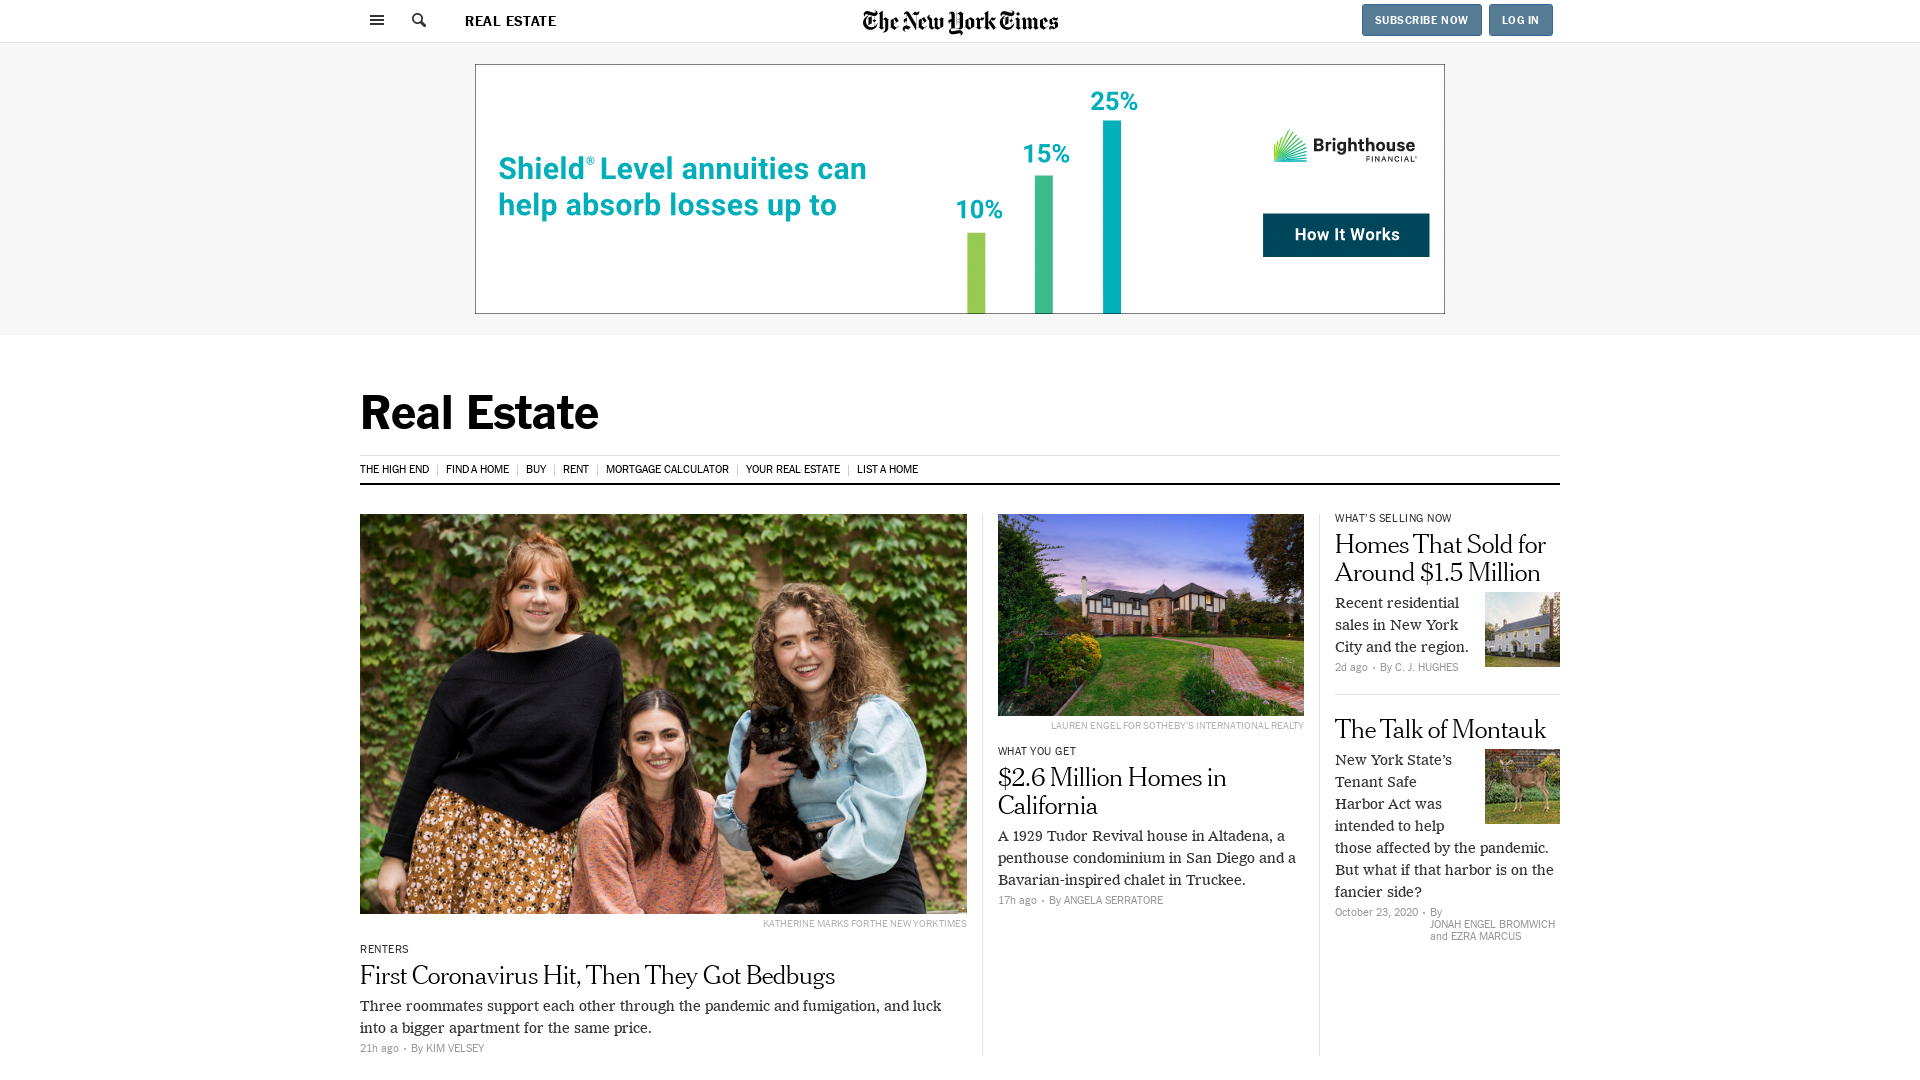 REAL ESTATE
The New York Times
SUBSCRIBE NOW
LOG IN
Shield® Level annuities can
help absorb losses up to
10%
15%
25%
Brighthouse
FINANCIAL®
How It Works
Real Estate
THE HIGH END
FIND A HOME
BUY
RENT
MORTGAGE CALCULATOR
YOUR REAL ESTATE
LIST A HOME
KATHERINE MARKS FOR THE NEW YORK TIMES
RENTERS
First Coronavirus Hit, Then They Got Bedbugs
Three roommates support each other through the pandemic and fumigation, and luck
into a bigger apartment for the same price.
21h ago • By KIM VELSEY
LAUREN ENGEL FOR SOTHEBY'S INTERNATIONAL REALTY
WHAT YOU GET
$2.6 Million Homes in
California
A 1929 Tudor Revival house in Altadena, a
penthouse condominium in San Diego and a
Bavarian-inspired chalet in Truckee.
17h ago • By ANGELA SERRATORE
WHAT'S SELLING NOW
Homes That Sold for
Around $1.5 Million
Recent residential
sales in New York
City and the region.
2d ago • By C. J. HUGHES
The Talk of Montauk
New York State's
Tenant Safe
Harbor Act was
intended to help
those affected by the pandemic.
But what if that harbor is on the
fancier side?
October 23, 2020 • By
JONAH ENGEL BROMWICH
and EZRA MARCUS